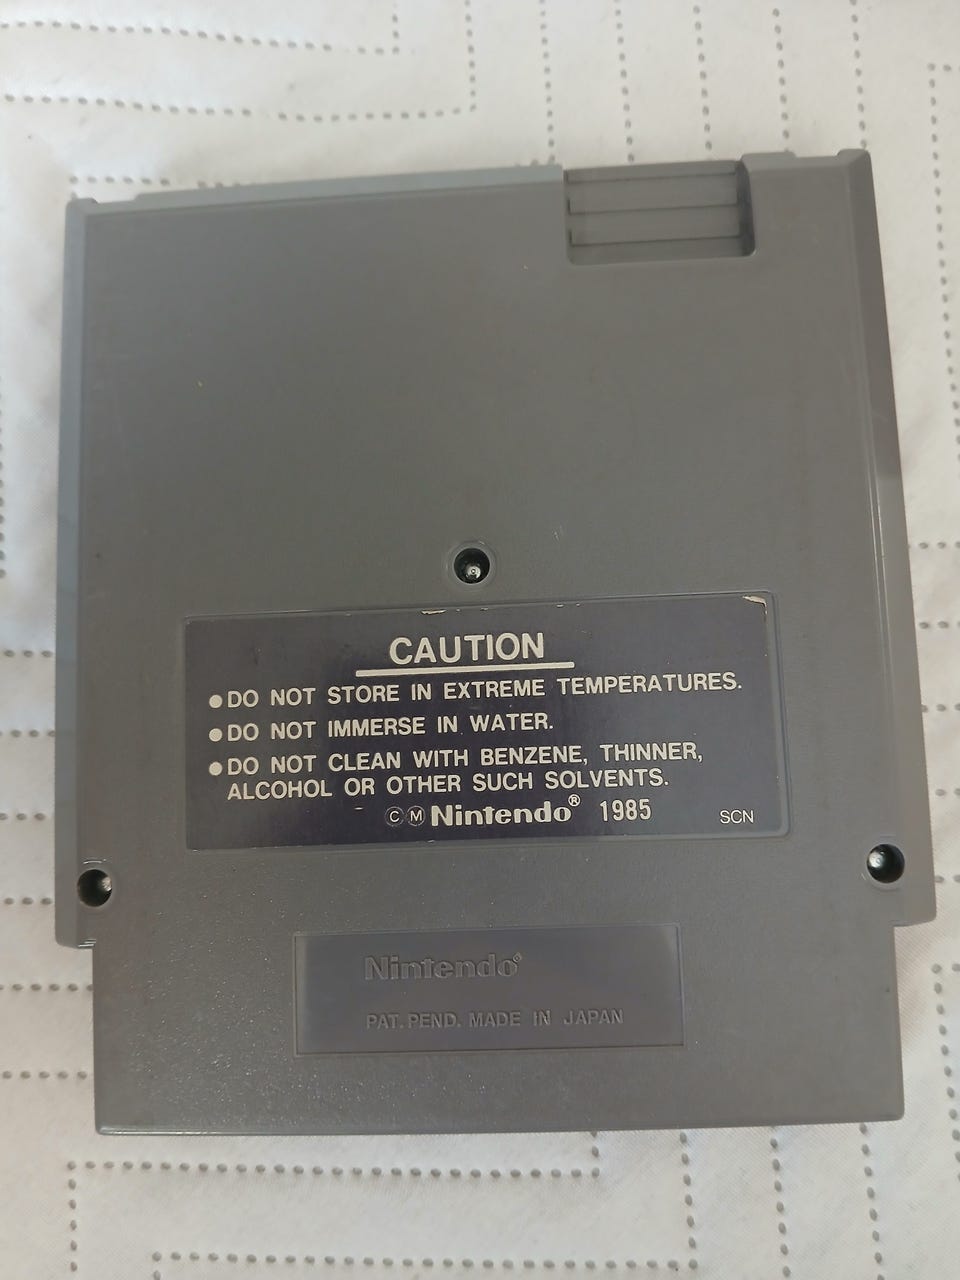 CAUTION
●DO NOT STORE IN EXTREME TEMPERATURES.
●DO NOT IMMERSE IN WATER.
●DO NOT CLEAN WITH BENZENE, THINNER,
ALCOHOL OR OTHER SUCH SOLVENTS.
ⒸⓂ Nintendo® 1985 SCN
Nintendo®
PAT. PEND. MADE IN JAPAN